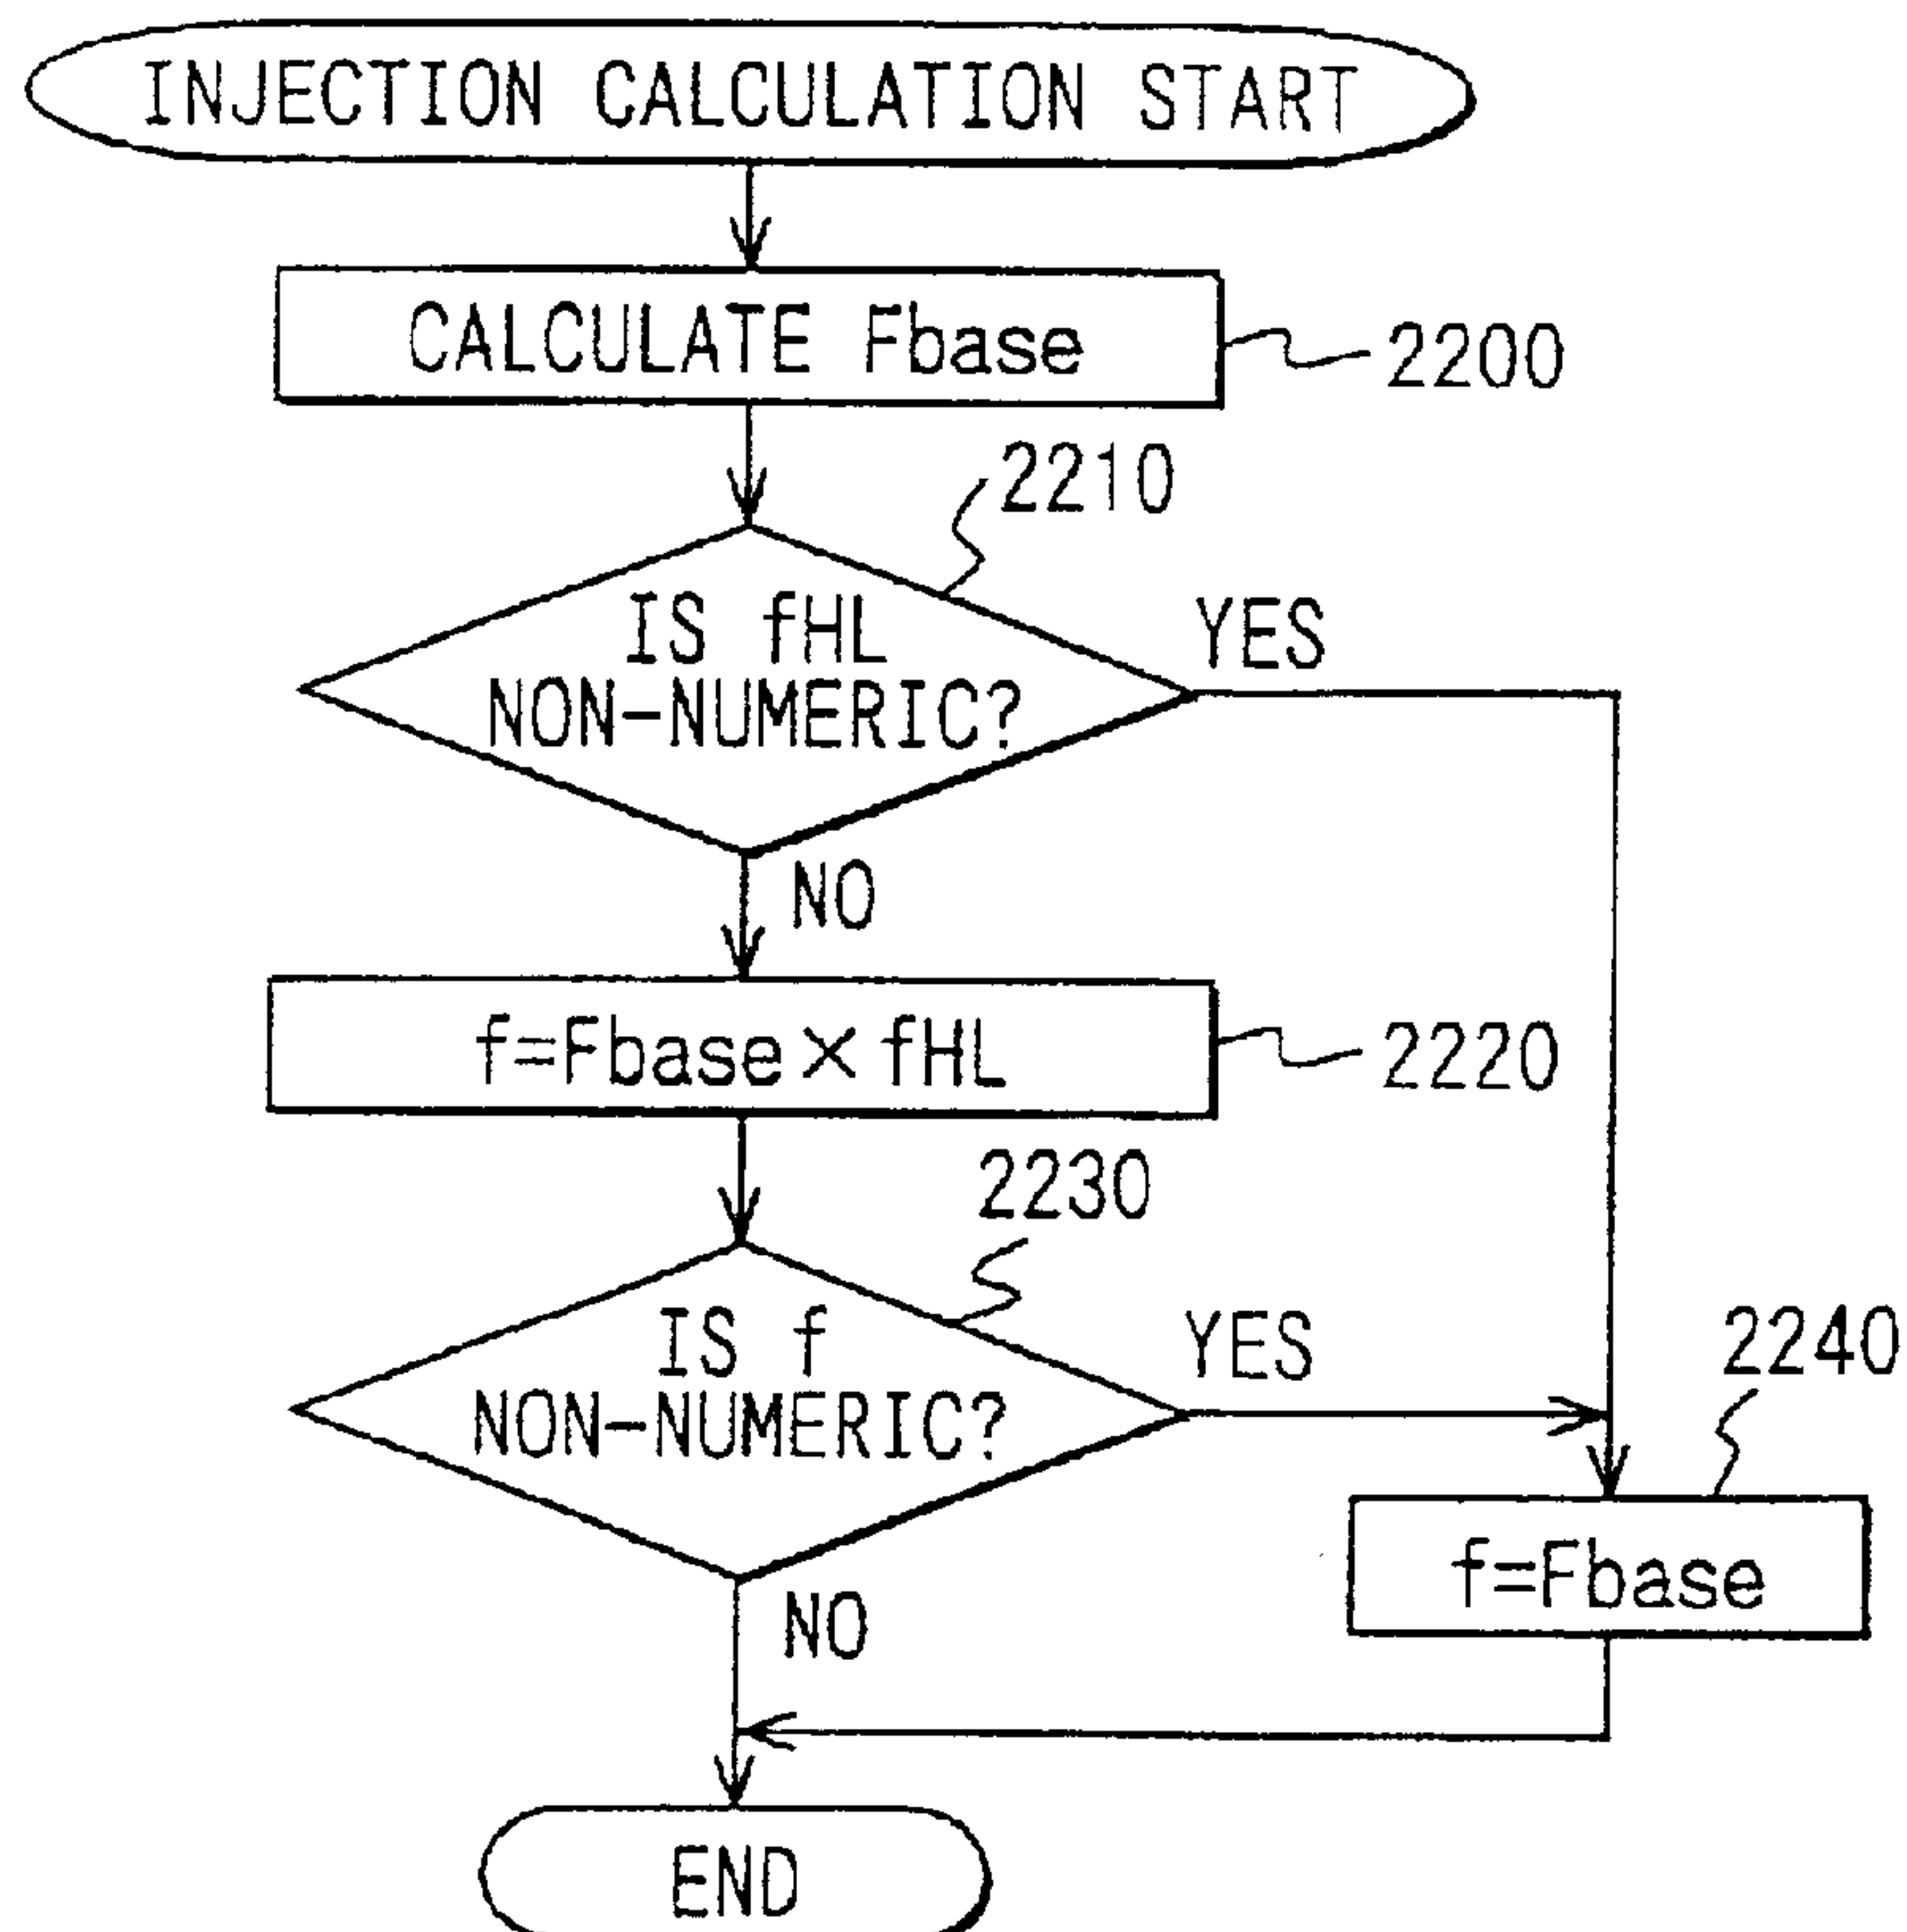 INJECTION CALCULATION START
CALCULATE Fbase
2200
2210
IS fHL
NON-NUMERIC?
YES
NO
f=Fbase×fHL
2220
2230
IS f
NON-NUMERIC?
YES
2240
f=Fbase
NO
END